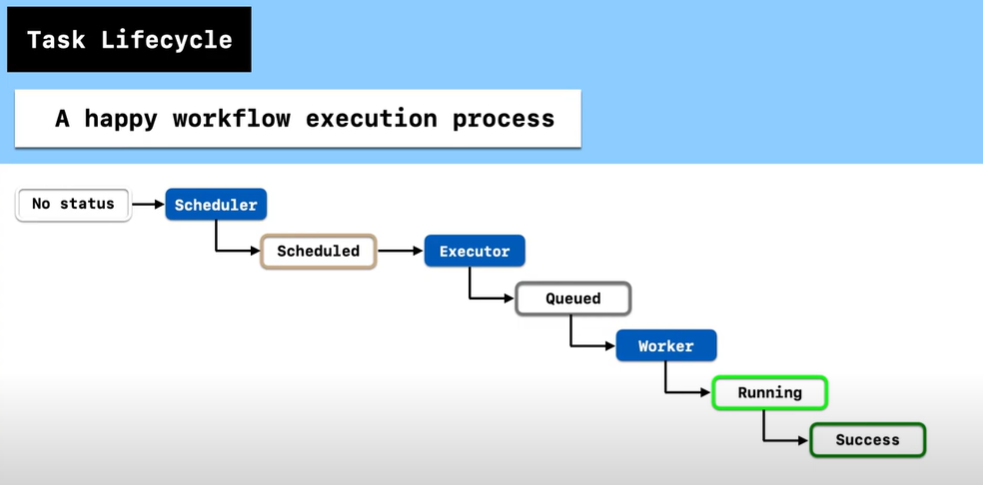 Task Lifecycle
A happy workflow execution process
No status
Scheduler
Scheduled
Executor
Queued
Worker
Running
Success